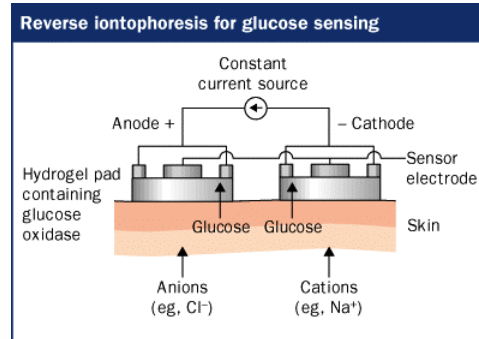 Reverse iontophoresis for glucose sensing
Constant
current source
Anode +
– Cathode
Hydrogel pad
containing
glucose
oxidase
Sensor
electrode
Glucose
Glucose
Skin
Anions
(eg, Cl⁻)
Cations
(eg, Na⁺)